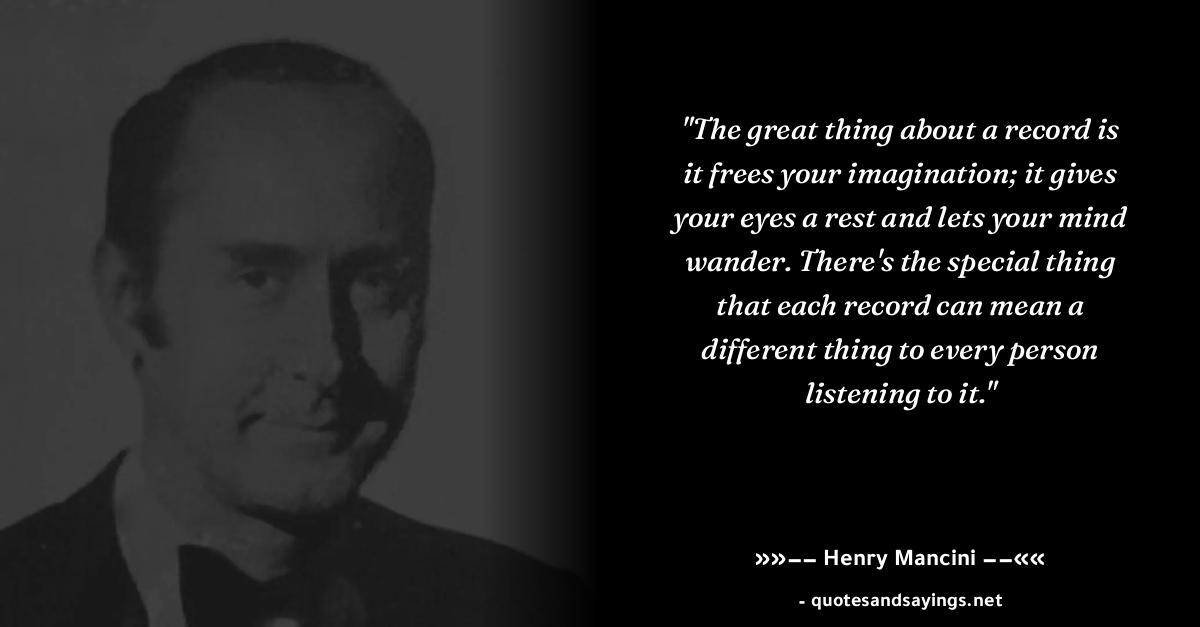 "The great thing about a record is
it frees your imagination; it gives
your eyes a rest and lets your mind
wander. There's the special thing
that each record can mean a
different thing to every person
listening to it."
»»–– Henry Mancini ––««
- quotesandsayings.net